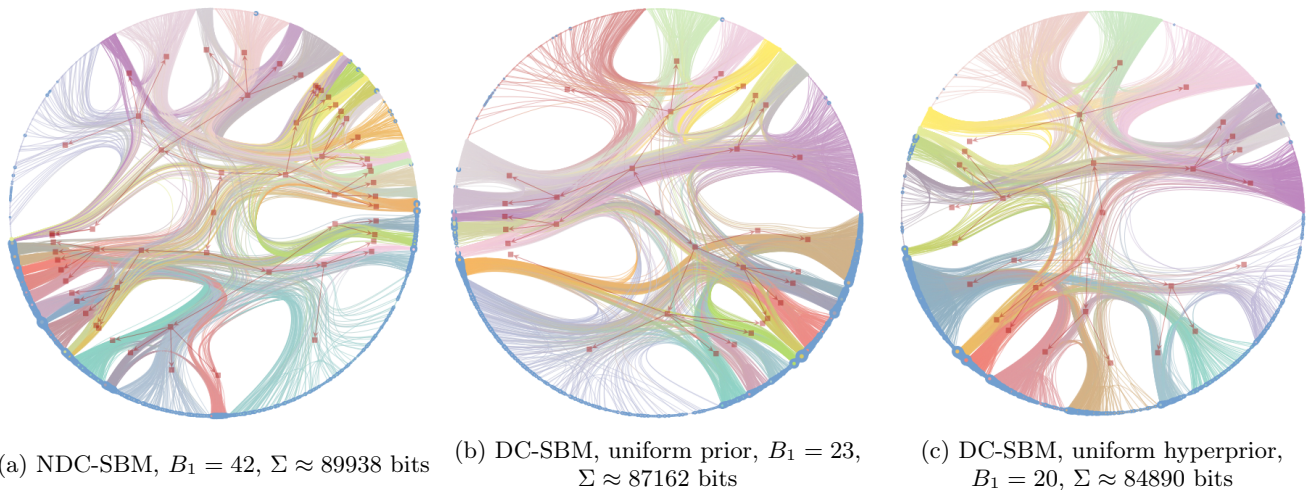 (a) NDC-SBM, B₁ = 42, Σ ≈ 89938 bits
(b) DC-SBM, uniform prior, B₁ = 23,
Σ ≈ 87162 bits
(c) DC-SBM, uniform hyperprior,
B₁ = 20, Σ ≈ 84890 bits